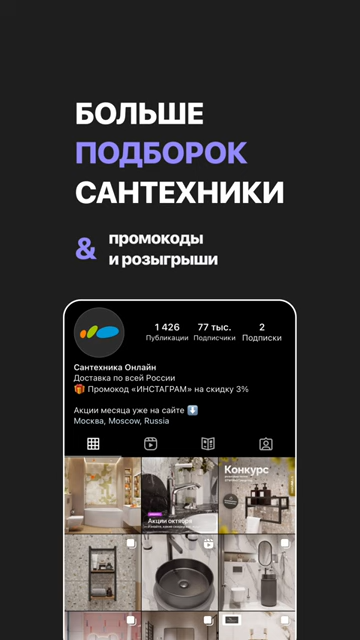 БОЛЬШЕ
ПОДБОРОК
САНТЕХНИКИ
& промокоды
и розыгрыши
1 426 77 тыс. 2
Публикации Подписчики Подписки
Сантехника Онлайн
Доставка по всей России
🎁 Промокод «ИНСТАГРАМ» на скидку 3%
Акции месяца уже на сайте ⬇️
Москва, Moscow, Russia
Конкурс
Акции октября